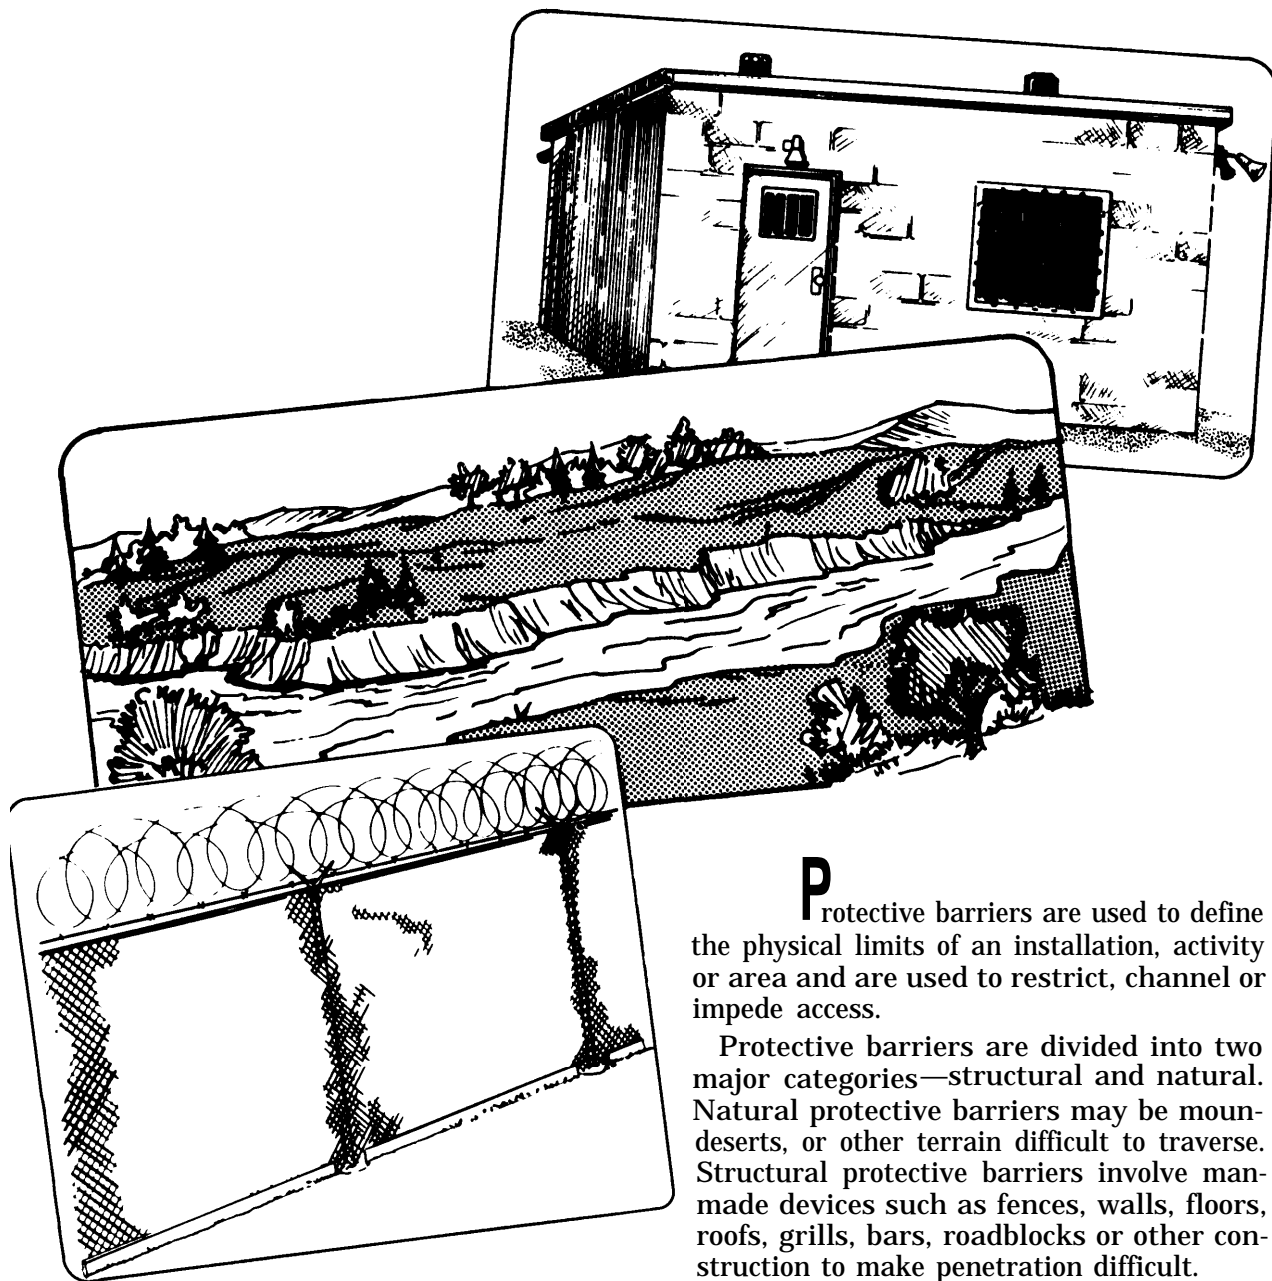 Protective barriers are used to define
the physical limits of an installation, activity
or area and are used to restrict, channel or
impede access.
Protective barriers are divided into two
major categories—structural and natural.
Natural protective barriers may be moun-
deserts, or other terrain difficult to traverse.
Structural protective barriers involve man-
made devices such as fences, walls, floors,
roofs, grills, bars, roadblocks or other con-
struction to make penetration difficult.